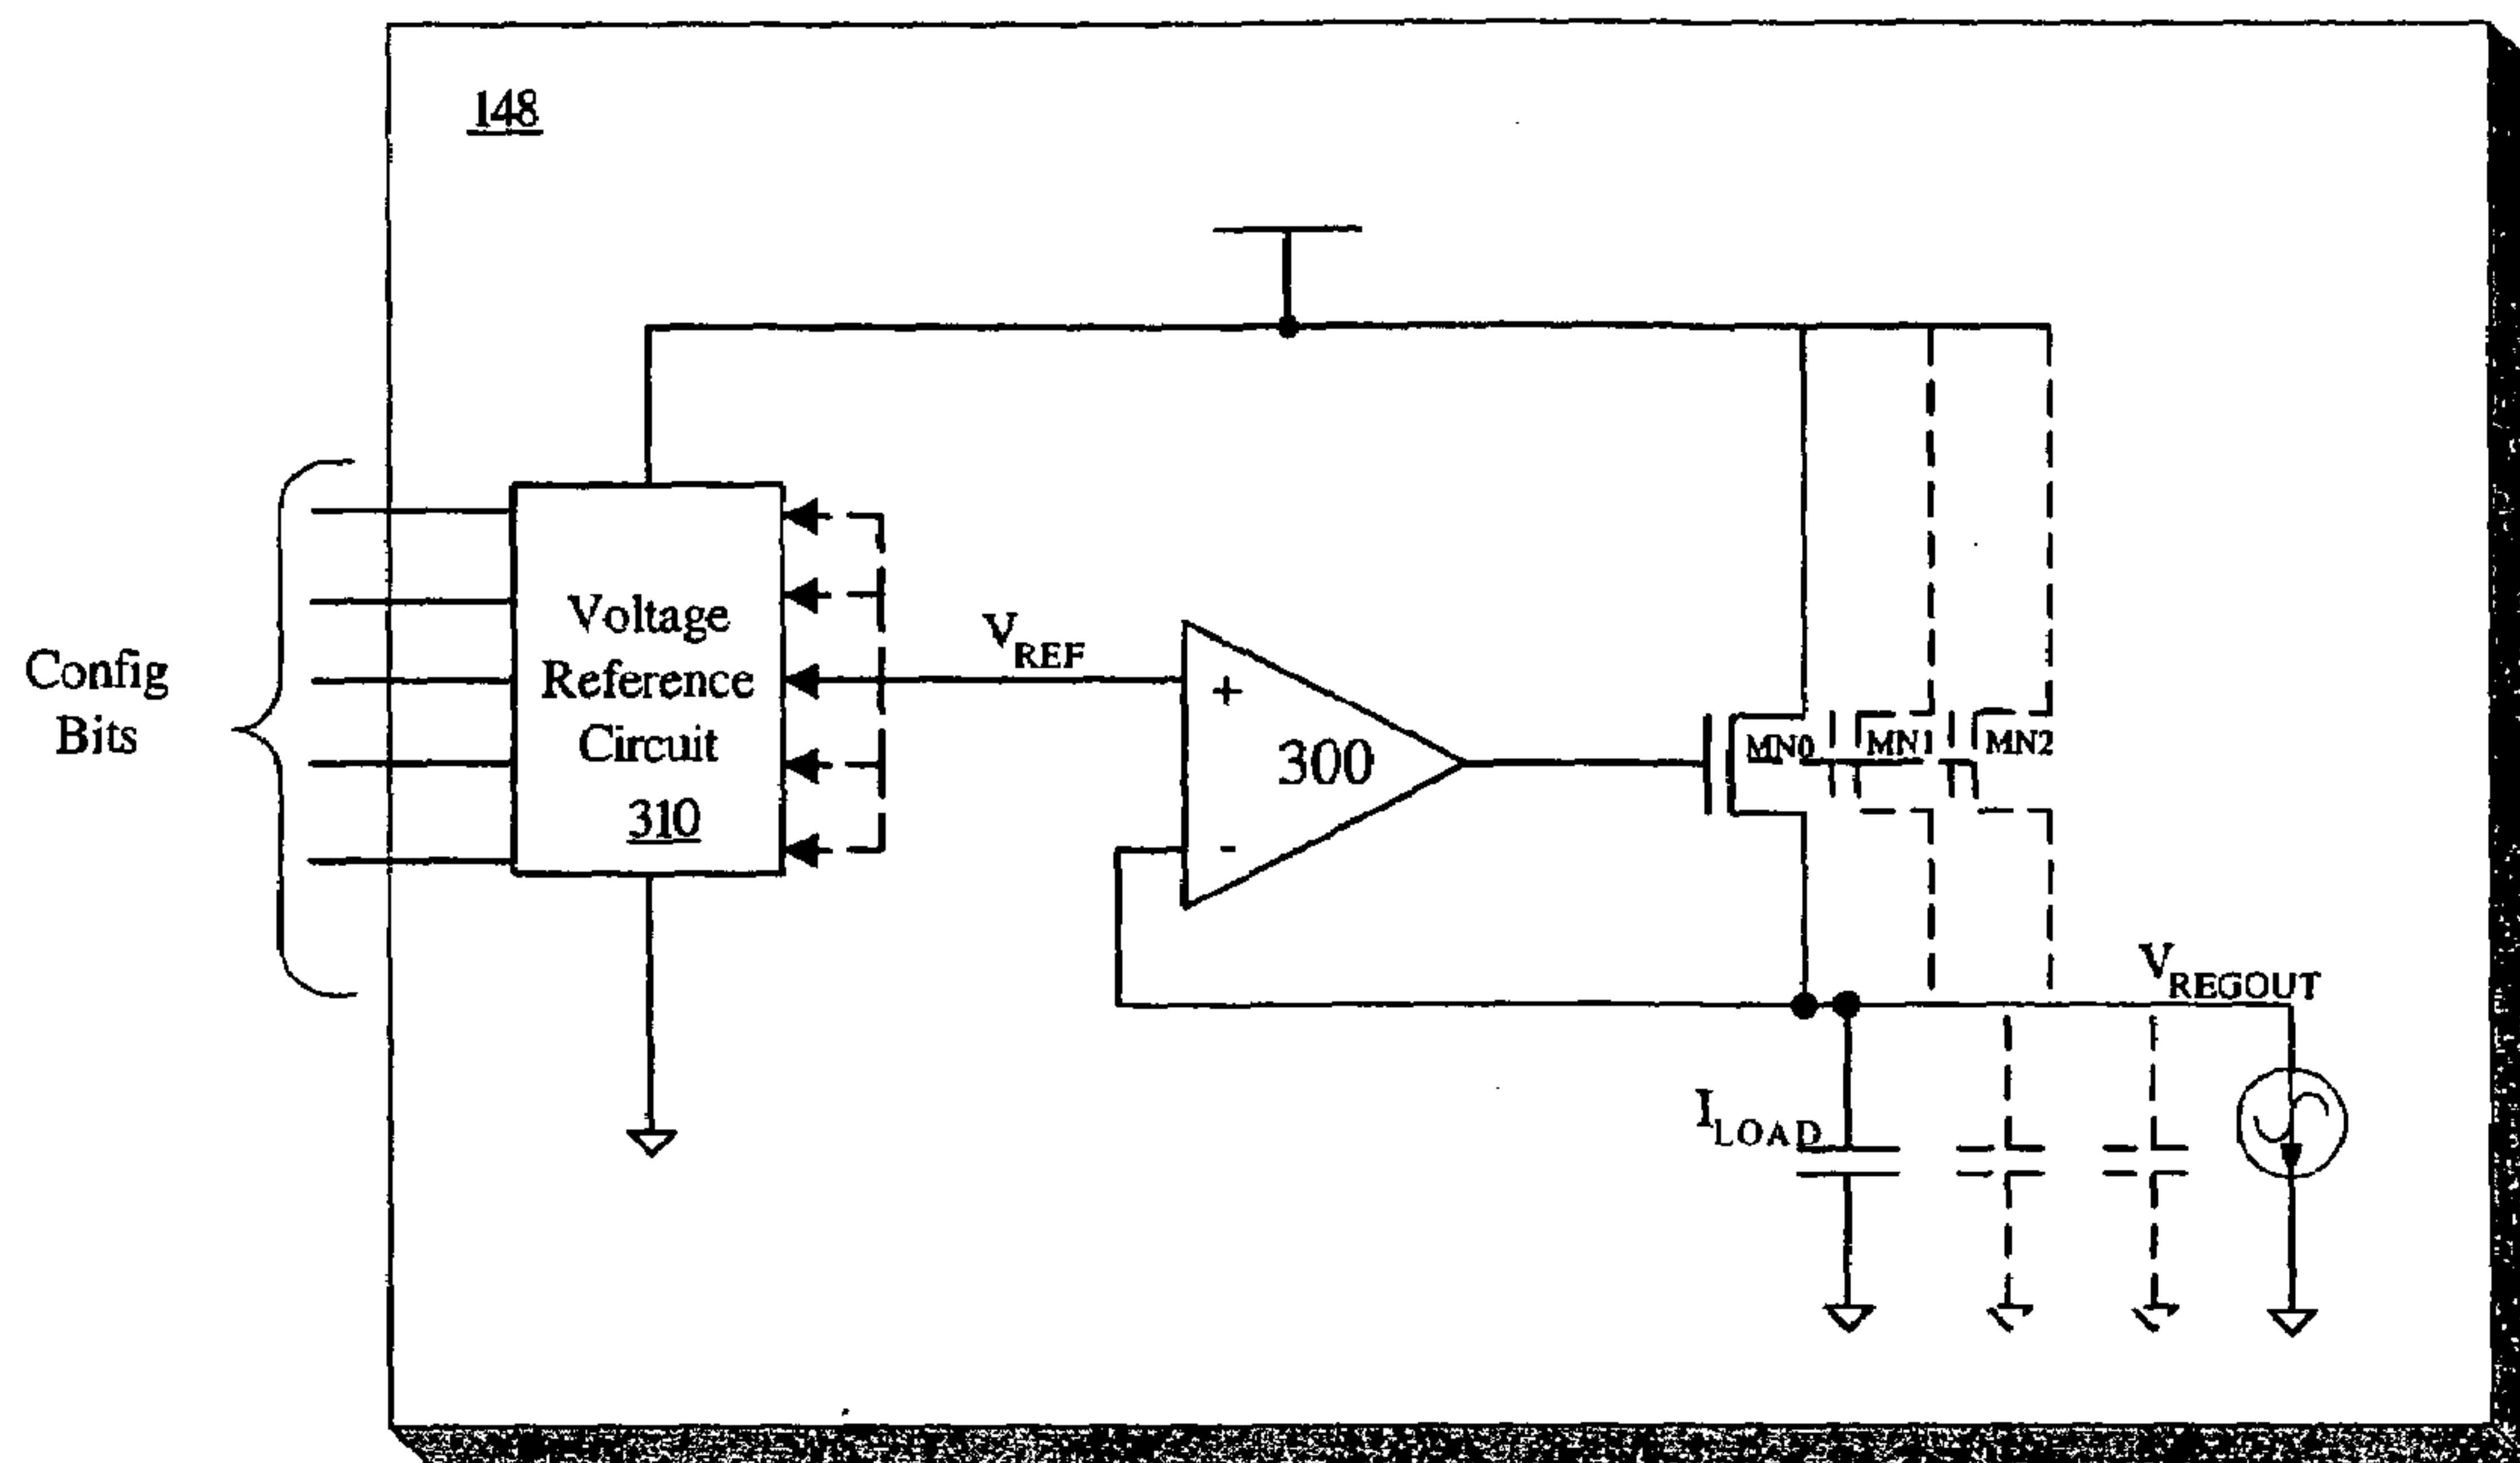 148
Config
Bits
Voltage
Reference
Circuit
310
VREF
+
300
-
MN0 MN1 MN2
VREGOUT
ILOAD